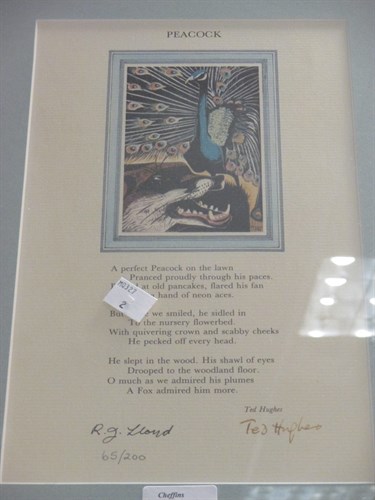 PEACOCK
A perfect Peacock on the lawn
Pranced proudly through his paces.
at old pancakes, flared his fan
hand of neon aces.
But we smiled, he sidled in
To the nursery flowerbed.
With quivering crown and scabby cheeks
He pecked off every head.
He slept in the wood. His shawl of eyes
Drooped to the woodland floor.
O much as we admired his plumes
A Fox admired him more.
Ted Hughes
R.G. Lloyd
Ted Hughes
65/200
Cheffins